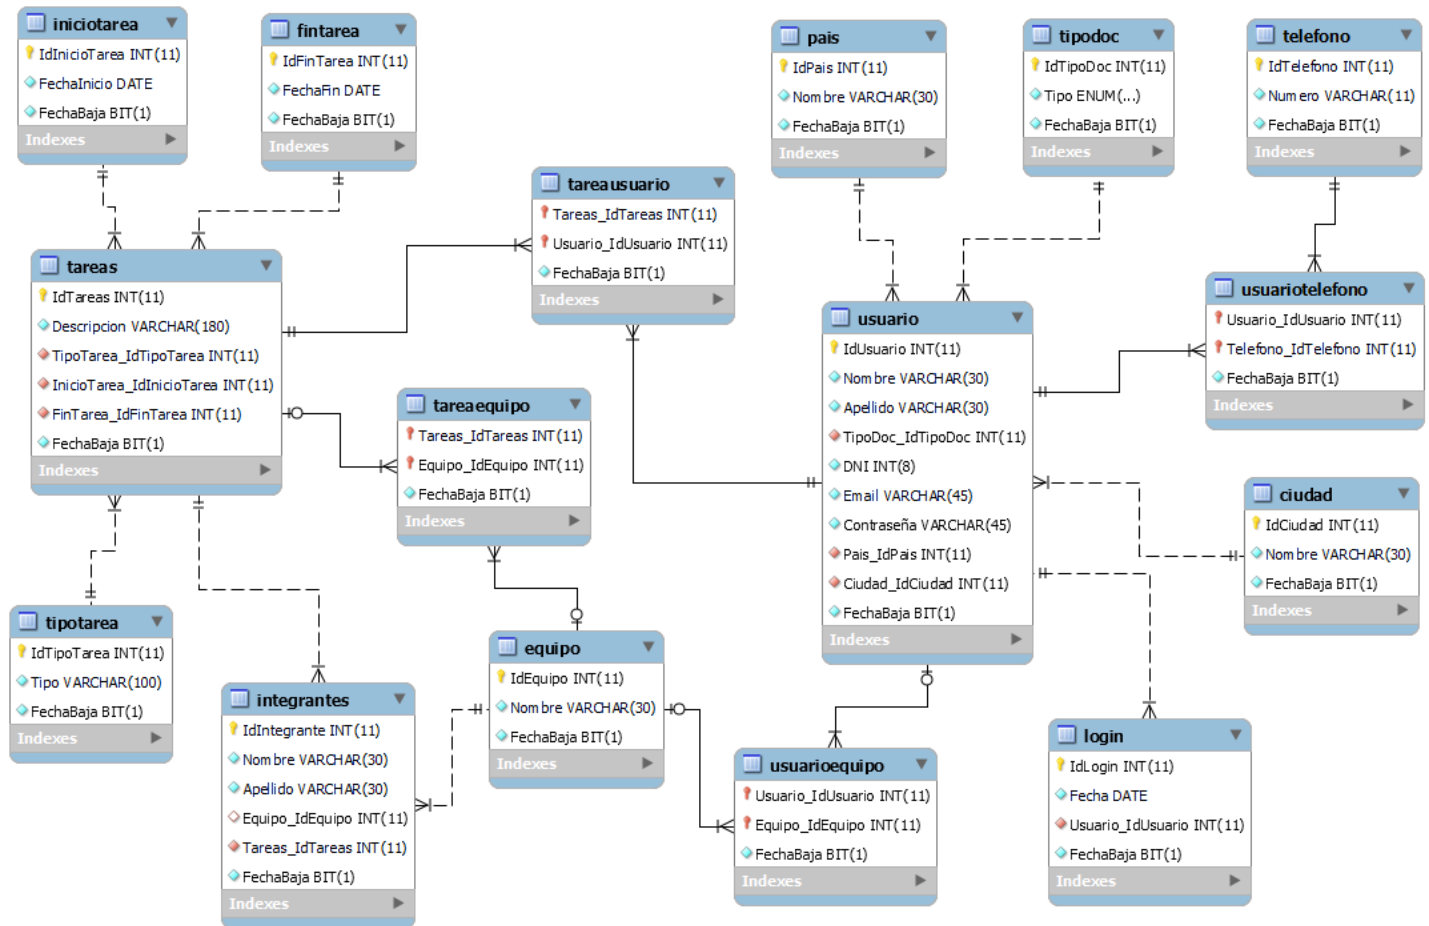 iniciotarea
IdInicioTarea INT(11)
FechaInicio DATE
FechaBaja BIT(1)
Indexes
fintarea
IdFinTarea INT(11)
FechaFin DATE
FechaBaja BIT(1)
Indexes
pais
IdPais INT(11)
Nombre VARCHAR(30)
FechaBaja BIT(1)
Indexes
tipodoc
IdTipoDoc INT(11)
Tipo ENUM(...)
FechaBaja BIT(1)
Indexes
telefono
IdTelefono INT(11)
Numero VARCHAR(11)
FechaBaja BIT(1)
Indexes
tareausuario
Tareas_IdTareas INT(11)
Usuario_IdUsuario INT(11)
FechaBaja BIT(1)
Indexes
tareas
IdTareas INT(11)
Descripcion VARCHAR(180)
TipoTarea_IdTipoTarea INT(11)
InicioTarea_IdInicioTarea INT(11)
FinTarea_IdFinTarea INT(11)
FechaBaja BIT(1)
Indexes
usuario
IdUsuario INT(11)
Nombre VARCHAR(30)
Apellido VARCHAR(30)
TipoDoc_IdTipoDoc INT(11)
DNI INT(8)
Email VARCHAR(45)
Contraseña VARCHAR(45)
Pais_IdPais INT(11)
Ciudad_IdCiudad INT(11)
FechaBaja BIT(1)
Indexes
usuariotelefono
Usuario_IdUsuario INT(11)
Telefono_IdTelefono INT(11)
FechaBaja BIT(1)
Indexes
tareaequipo
Tareas_IdTareas INT(11)
Equipo_IdEquipo INT(11)
FechaBaja BIT(1)
Indexes
ciudad
IdCiudad INT(11)
Nombre VARCHAR(30)
FechaBaja BIT(1)
Indexes
tipotarea
IdTipoTarea INT(11)
Tipo VARCHAR(100)
FechaBaja BIT(1)
Indexes
equipo
IdEquipo INT(11)
Nombre VARCHAR(30)
FechaBaja BIT(1)
Indexes
integrantes
IdIntegrante INT(11)
Nombre VARCHAR(30)
Apellido VARCHAR(30)
Equipo_IdEquipo INT(11)
Tareas_IdTareas INT(11)
FechaBaja BIT(1)
Indexes
usuarioequipo
Usuario_IdUsuario INT(11)
Equipo_IdEquipo INT(11)
FechaBaja BIT(1)
Indexes
login
IdLogin INT(11)
Fecha DATE
Usuario_IdUsuario INT(11)
FechaBaja BIT(1)
Indexes